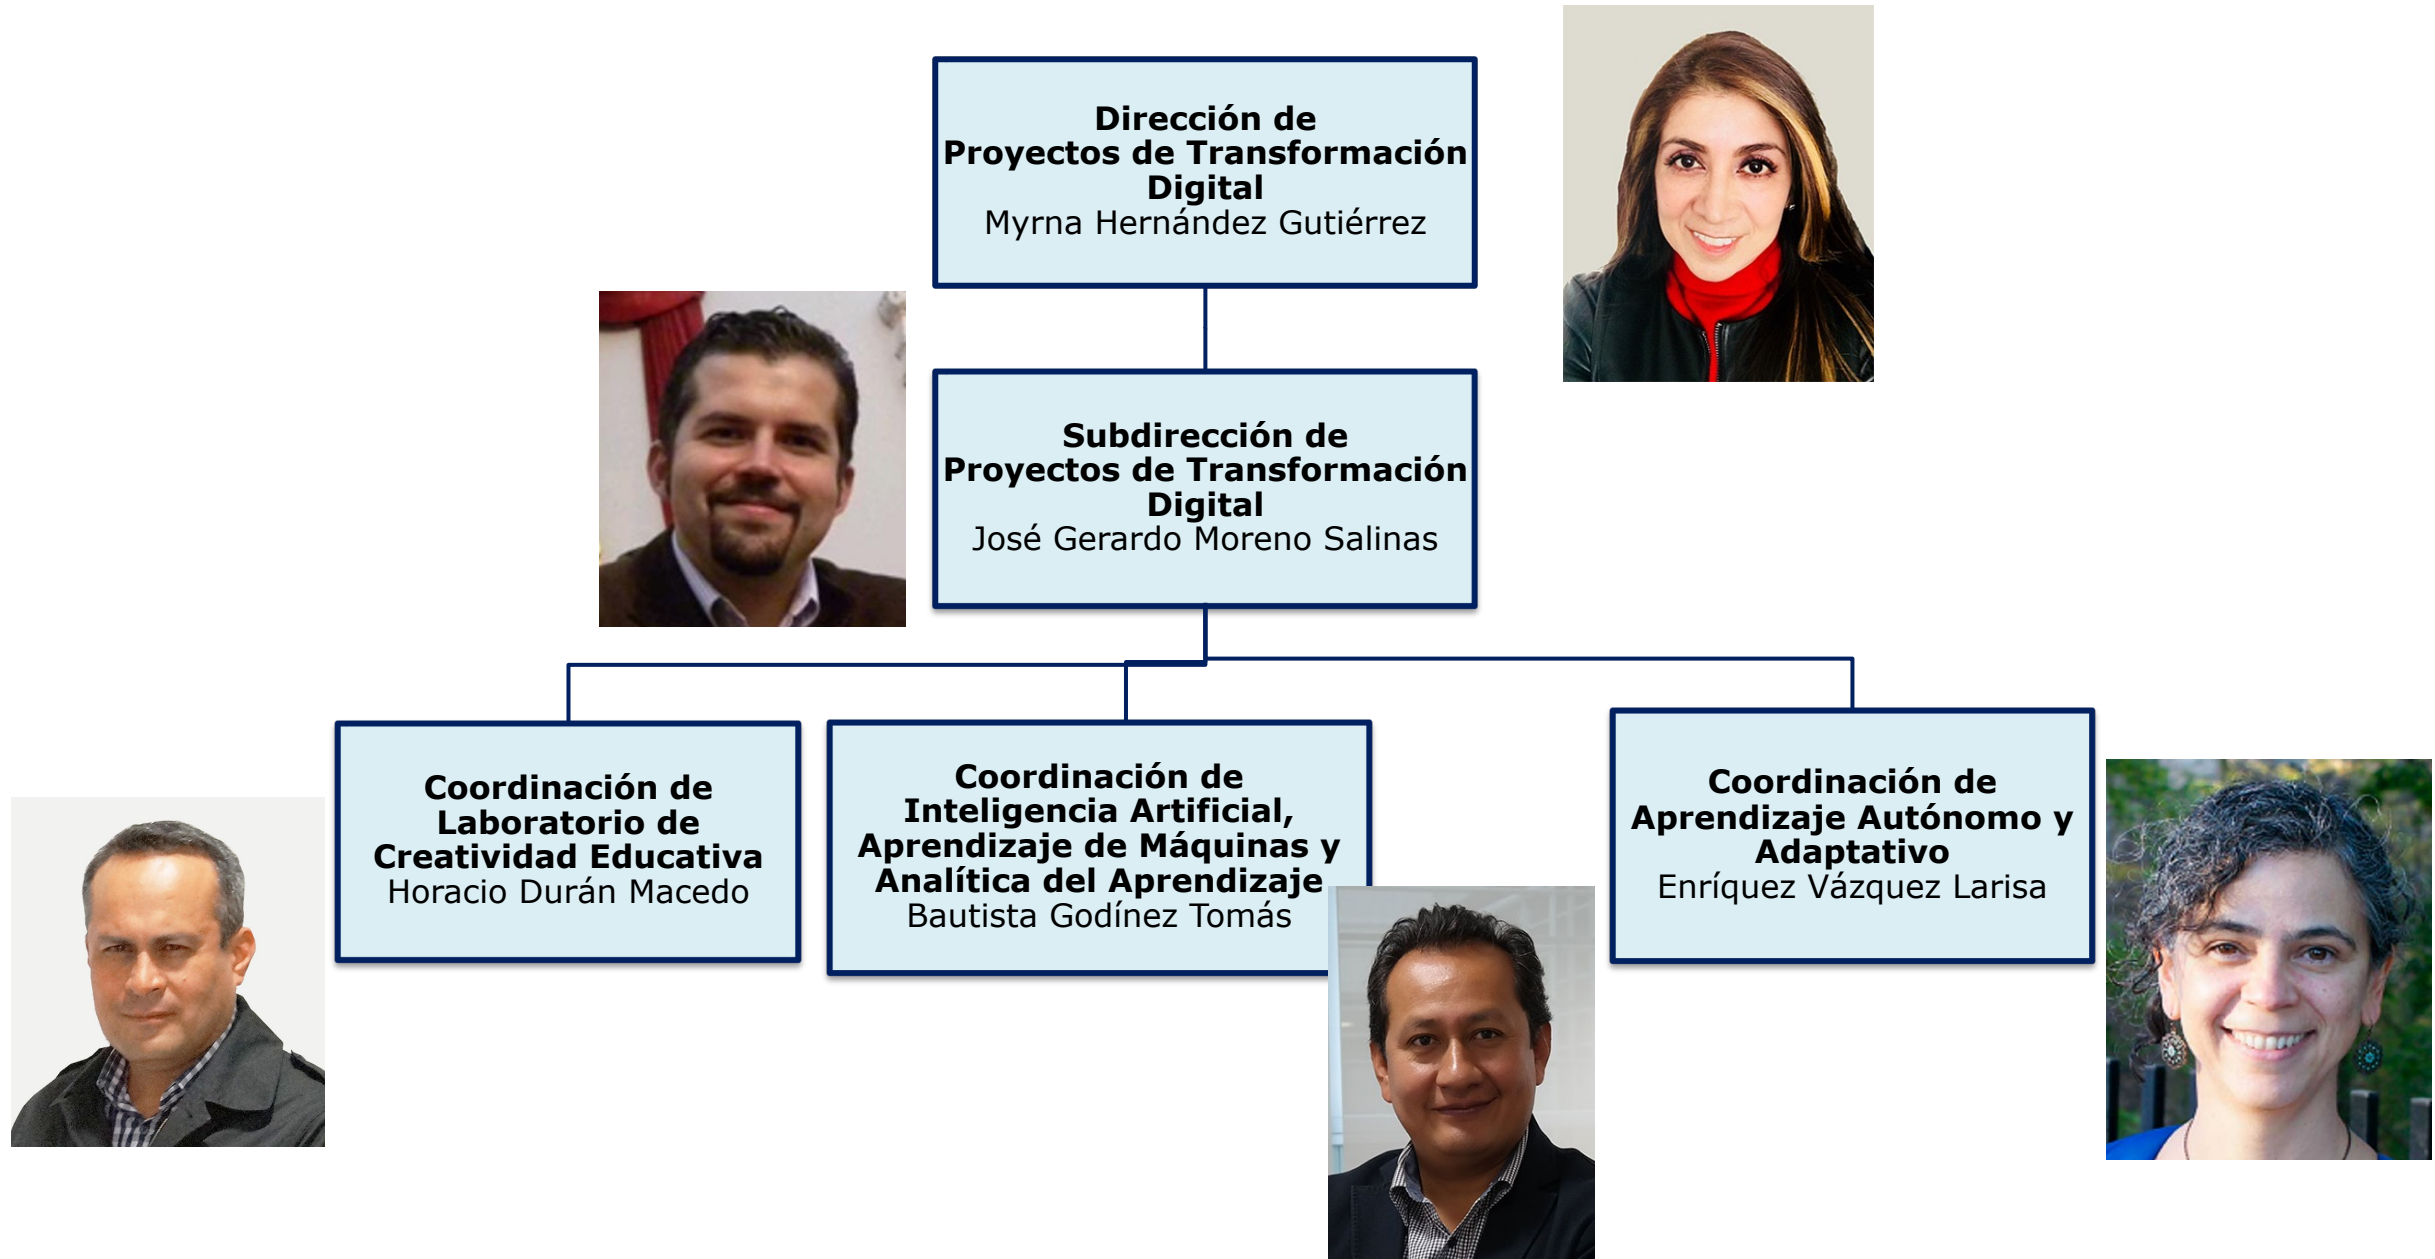 Dirección de
Proyectos de Transformación
Digital
Myrna Hernández Gutiérrez
Subdirección de
Proyectos de Transformación
Digital
José Gerardo Moreno Salinas
Coordinación de
Laboratorio de
Creatividad Educativa
Horacio Durán Macedo
Coordinación de
Inteligencia Artificial,
Aprendizaje de Máquinas y
Analítica del Aprendizaje
Bautista Godínez Tomás
Coordinación de
Aprendizaje Autónomo y
Adaptativo
Enríquez Vázquez Larisa